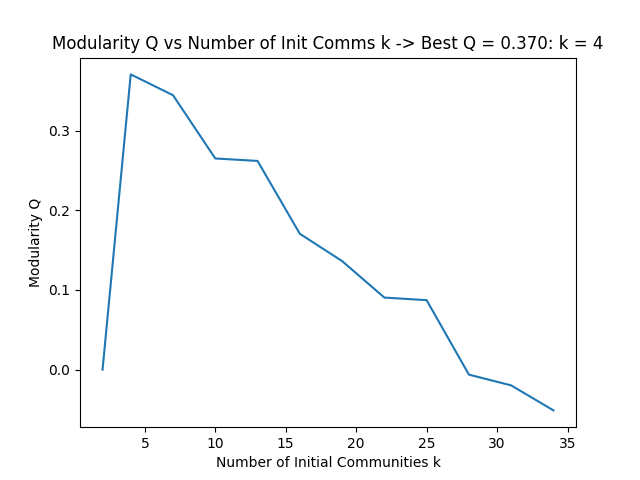 Modularity Q vs Number of Init Comms k -> Best Q = 0.370: k = 4
Modularity Q
0.3
0.2
0.1
0.0
5 10 15 20 25 30 35
Number of Initial Communities k